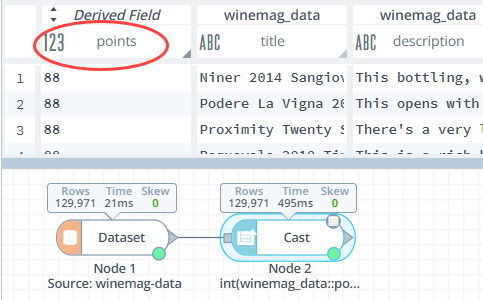 Derived Field winemag_data winemag_data
123 points ABC title ABC description
1 88 Niner 2014 Sangiov This bottling, w
2 88 Podere La Vigna 20 This opens with
3 88 Proximity Twenty S There's a very l
4 88
Rows Time Skew Rows Time Skew
129,971 21ms 0 129,971 495ms 0
Dataset Cast
Node 1 Node 2
Source: winemag-data int(winemag_data::po...